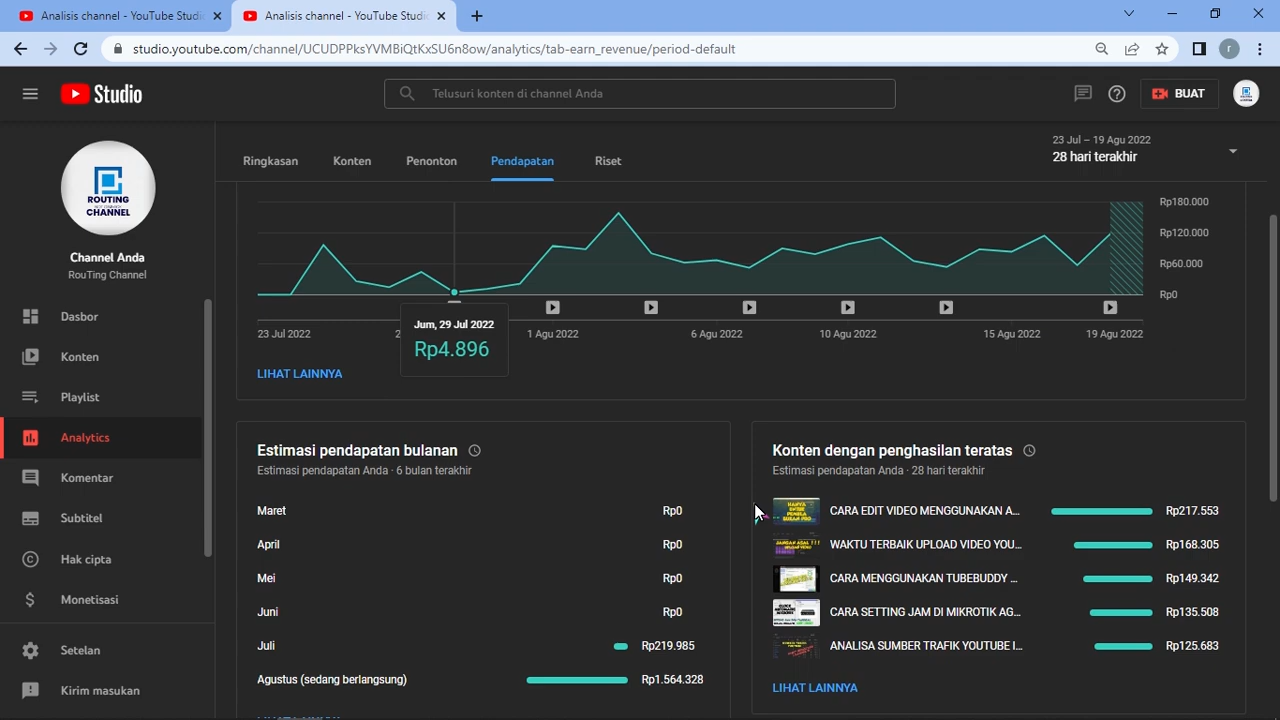 Analisis channel - YouTube Studi
Analisis channel - YouTube Studi
studio.youtube.com/channel/UCUDPPksYVMBiQtKxSU6n8ow/analytics/tab-earn_revenue/period-default
r
Studio
Telusuri konten di channel Anda
BUAT
ROUTING
CHANNEL
Channel Anda
RouTing Channel
Dasbor
Konten
Playlist
Analytics
Komentar
Subtitel
Hak cipta
Monetisasi
Setelan
Kirim masukan
Ringkasan
Konten
Penonton
Pendapatan
Riset
23 Jul – 19 Agu 2022
28 hari terakhir
Rp180.000
Rp120.000
Rp60.000
Rp0
23 Jul 2022
2
1 Agu 2022
6 Agu 2022
10 Agu 2022
15 Agu 2022
19 Agu 2022
Jum, 29 Jul 2022
Rp4.896
LIHAT LAINNYA
Estimasi pendapatan bulanan
Estimasi pendapatan Anda · 6 bulan terakhir
Maret Rp0
April Rp0
Mei Rp0
Juni Rp0
Juli Rp219.985
Agustus (sedang berlangsung) Rp1.564.328
Konten dengan penghasilan teratas
Estimasi pendapatan Anda · 28 hari terakhir
CARA EDIT VIDEO MENGGUNAKAN A... Rp217.553
WAKTU TERBAIK UPLOAD VIDEO YOU... Rp168.305
CARA MENGGUNAKAN TUBEBUDDY ... Rp149.342
CARA SETTING JAM DI MIKROTIK AG... Rp135.508
ANALISA SUMBER TRAFIK YOUTUBE I... Rp125.683
LIHAT LAINNYA